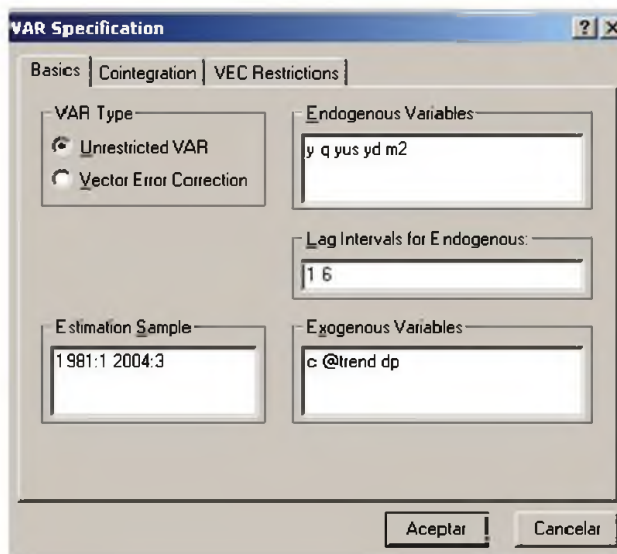 VAR Specification
Basics
Cointegration
VEC Restrictions
VAR Type
Unrestricted VAR
Vector Error Correction
Endogenous Variables
y q yus yd m2
Lag Intervals for Endogenous:
1 6
Estimation Sample
1981:1 2004:3
Exogenous Variables
c @trend dp
Aceptar
Cancelar